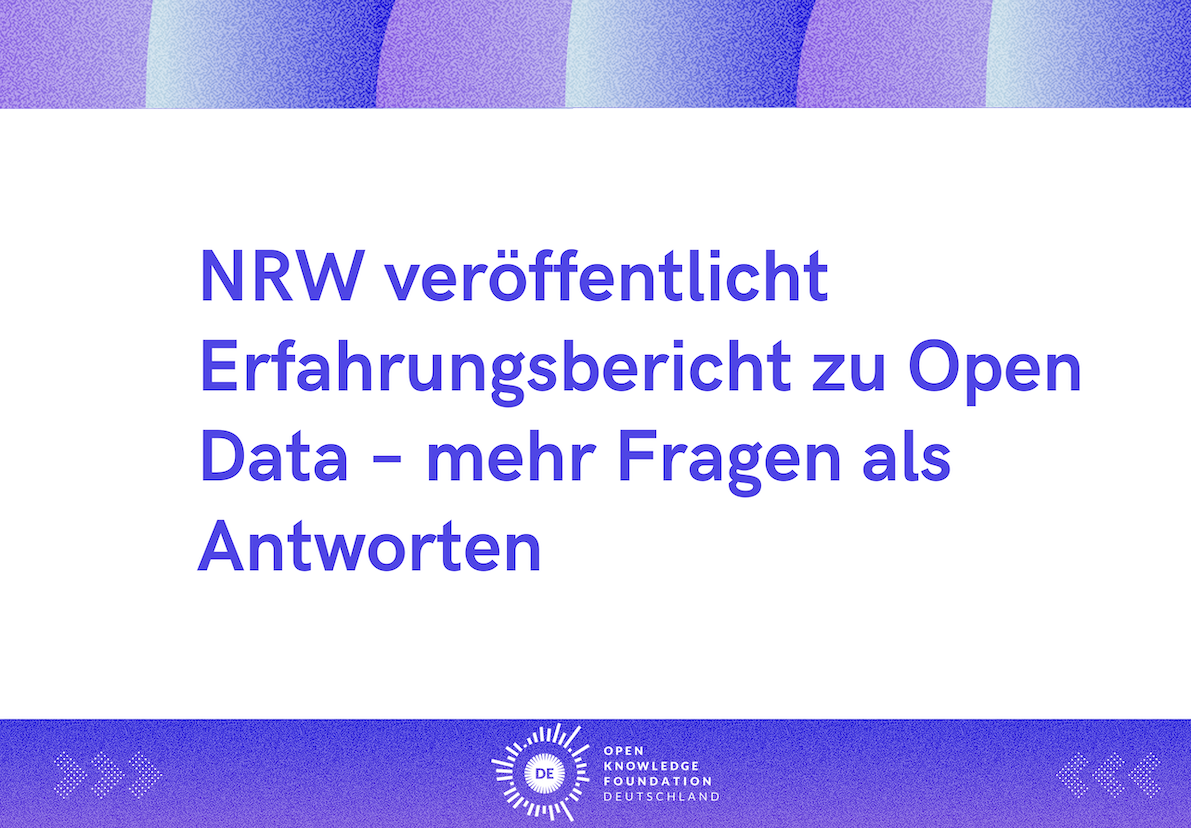 NRW veröffentlicht
Erfahrungsbericht zu Open
Data – mehr Fragen als
Antworten
DE
OPEN
KNOWLEDGE
FOUNDATION
DEUTSCHLAND